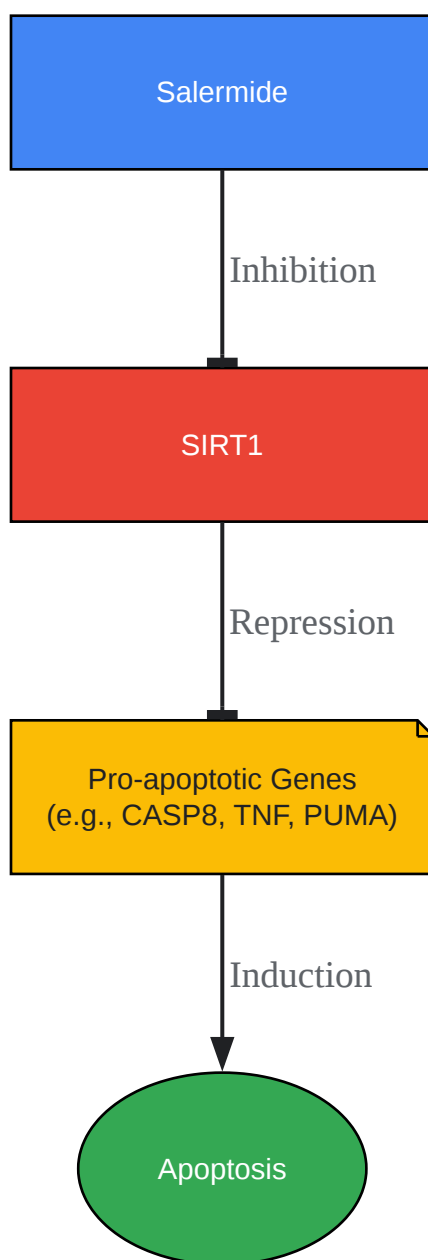 Salermide
Inhibition
SIRT1
Repression
Pro-apoptotic Genes
(e.g., CASP8, TNF, PUMA)
Induction
Apoptosis